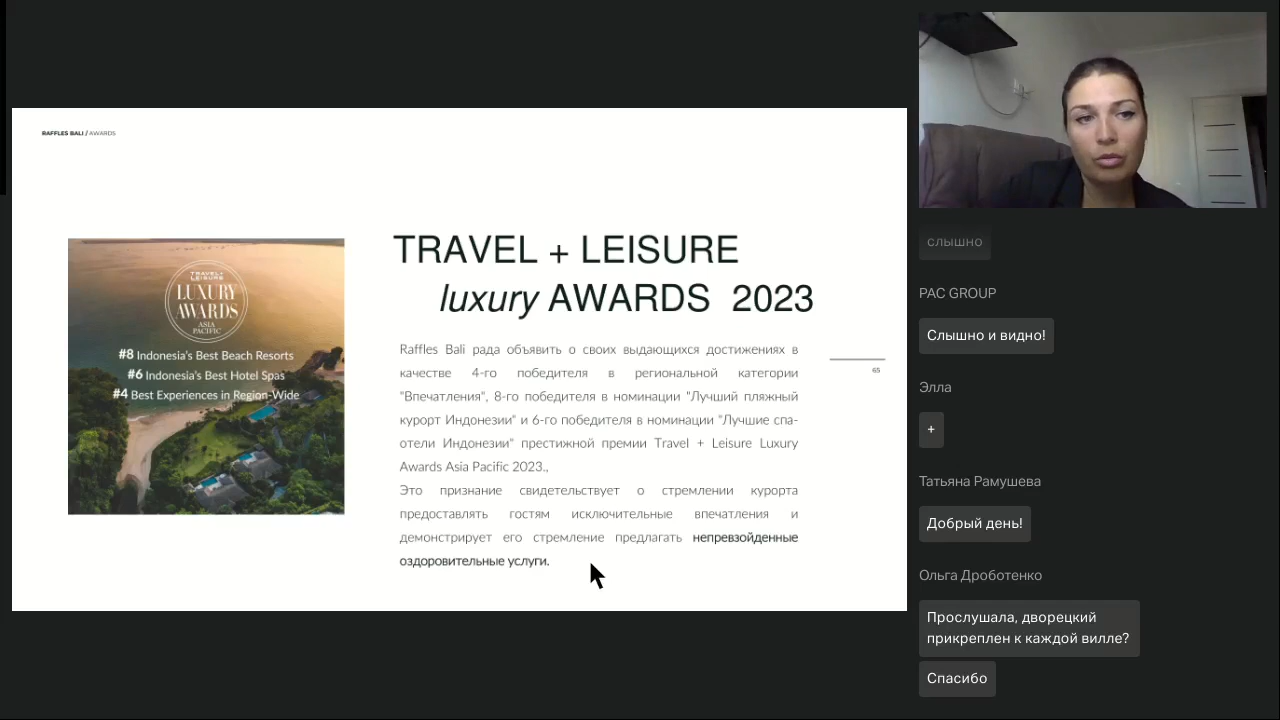 RAFFLES BALI / AWARDS
TRAVEL+
LEISURE
LUXURY
AWARDS
ASIA
PACIFIC
#8 Indonesia's Best Beach Resorts
#6 Indonesia's Best Hotel Spas
#4 Best Experiences in Region-Wide
TRAVEL + LEISURE
luxury AWARDS 2023
Raffles Bali рада объявить о своих выдающихся достижениях в
качестве 4-го победителя в региональной категории
"Впечатления", 8-го победителя в номинации "Лучший пляжный
курорт Индонезии" и 6-го победителя в номинации "Лучшие спа-
отели Индонезии" престижной премии Travel + Leisure Luxury
Awards Asia Pacific 2023.,
Это признание свидетельствует о стремлении курорта
предоставлять гостям исключительные впечатления и
демонстрирует его стремление предлагать непревзойденные
оздоровительные услуги.
65
слышно
PAC GROUP
Слышно и видно!
Элла
+
Татьяна Рамушева
Добрый день!
Ольга Дроботенко
Прослушала, дворецкий
прикреплен к каждой вилле?
Спасибо